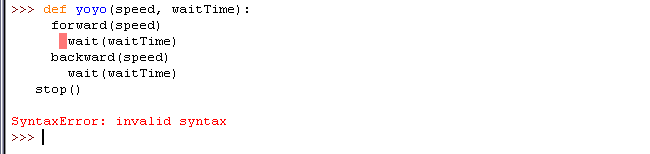 >>> def yoyo(speed, waitTime):
forward(speed)
wait(waitTime)
backward(speed)
wait(waitTime)
stop()
SyntaxError: invalid syntax
>>>